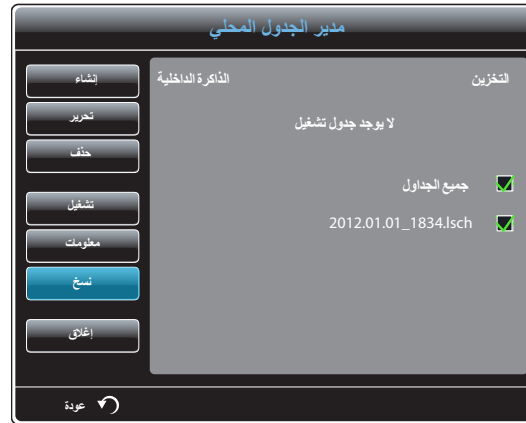 مدير الجدول المحلي
التخزين
الذاكرة الداخلية
لا يوجد جدول تشغيل
جميع الجداول
2012.01.01_1834.lsch
إنشاء
تحرير
حذف
تشغيل
معلومات
نسخ
إغلاق
عودة